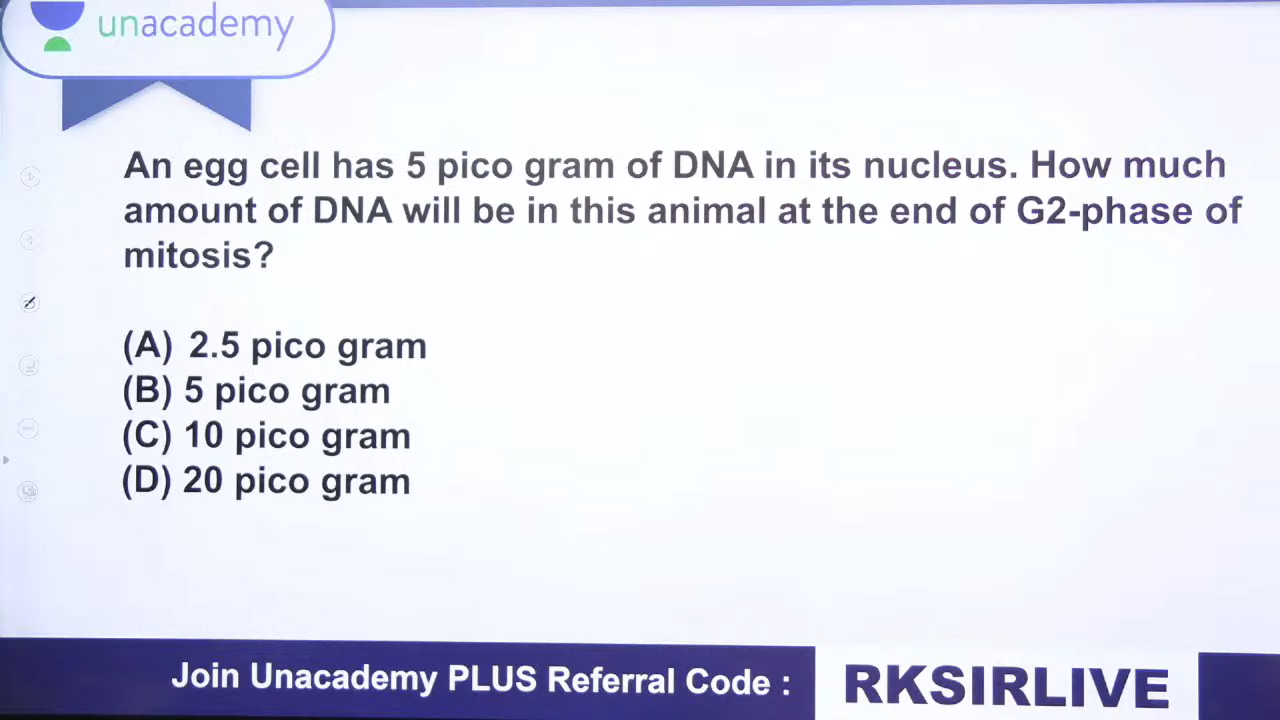 unacademy
An egg cell has 5 pico gram of DNA in its nucleus. How much
amount of DNA will be in this animal at the end of G2-phase of
mitosis?
(A) 2.5 pico gram
(B) 5 pico gram
(C) 10 pico gram
(D) 20 pico gram
Join Unacademy PLUS Referral Code :
RKSIRLIVE